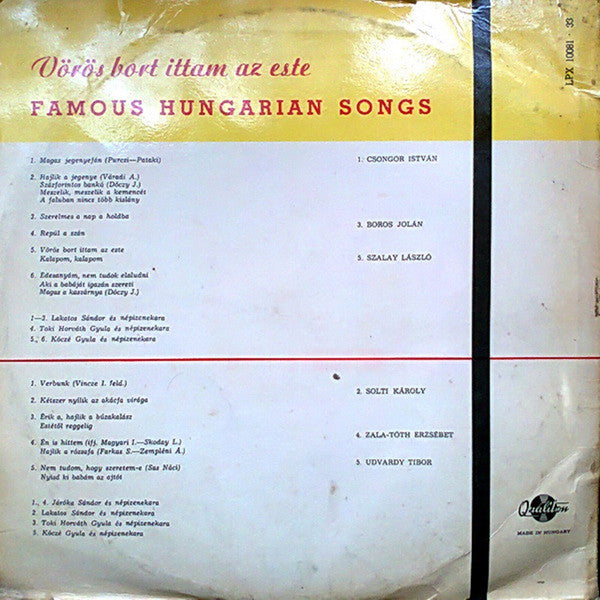 Vörös bort ittam az este
FAMOUS HUNGARIAN SONGS
LPX 10081 · 33
1. Magas jegenyefán (Purczi—Pataki)
1. CSONGOR ISTVÁN
2. Hajlik a jegenye (Váradi A.)
Százforintos bankó (Dóczy J.)
Meszelik, meszelik a kemencét
A faluban nincs több kislány
3. Szerelmes a nap a holdba
3. BOROS JOLÁN
4. Repül a szán
5. Vörös bort ittam az este
Kalapom, kalapom
5. SZALAY LÁSZLÓ
6. Édesanyám, nem tudok elaludni
Aki a babáját igazán szereti
Magas a kaszárnya (Dóczy J.)
1—3. Lakatos Sándor és népizenekara
4. Toki Horváth Gyula és népizenekara
5., 6. Kóczé Gyula és népizenekara
1. Verbunk (Vincze I. feld.)
2. Kétszer nyílik az akácfa virága
2. SOLTI KÁROLY
3. Érik a, hajlik a búzakalász
Estétől reggelig
4. Én is hittem (ifj. Magyari I.—Skoday L.)
Hajlik a rózsafa (Farkas S.—Zempléni Á.)
4. ZALA-TÓTH ERZSÉBET
5. Nem tudom, hogy szeretem-e (Sas Náci)
Nyisd ki babám az ajtót
5. UDVARDY TIBOR
1., 4. Járóka Sándor és népizenekara
2. Lakatos Sándor és népizenekara
3. Toki Horváth Gyula és népizenekara
5. Kóczé Gyula és népizenekara
Qualiton
MADE IN HUNGARY